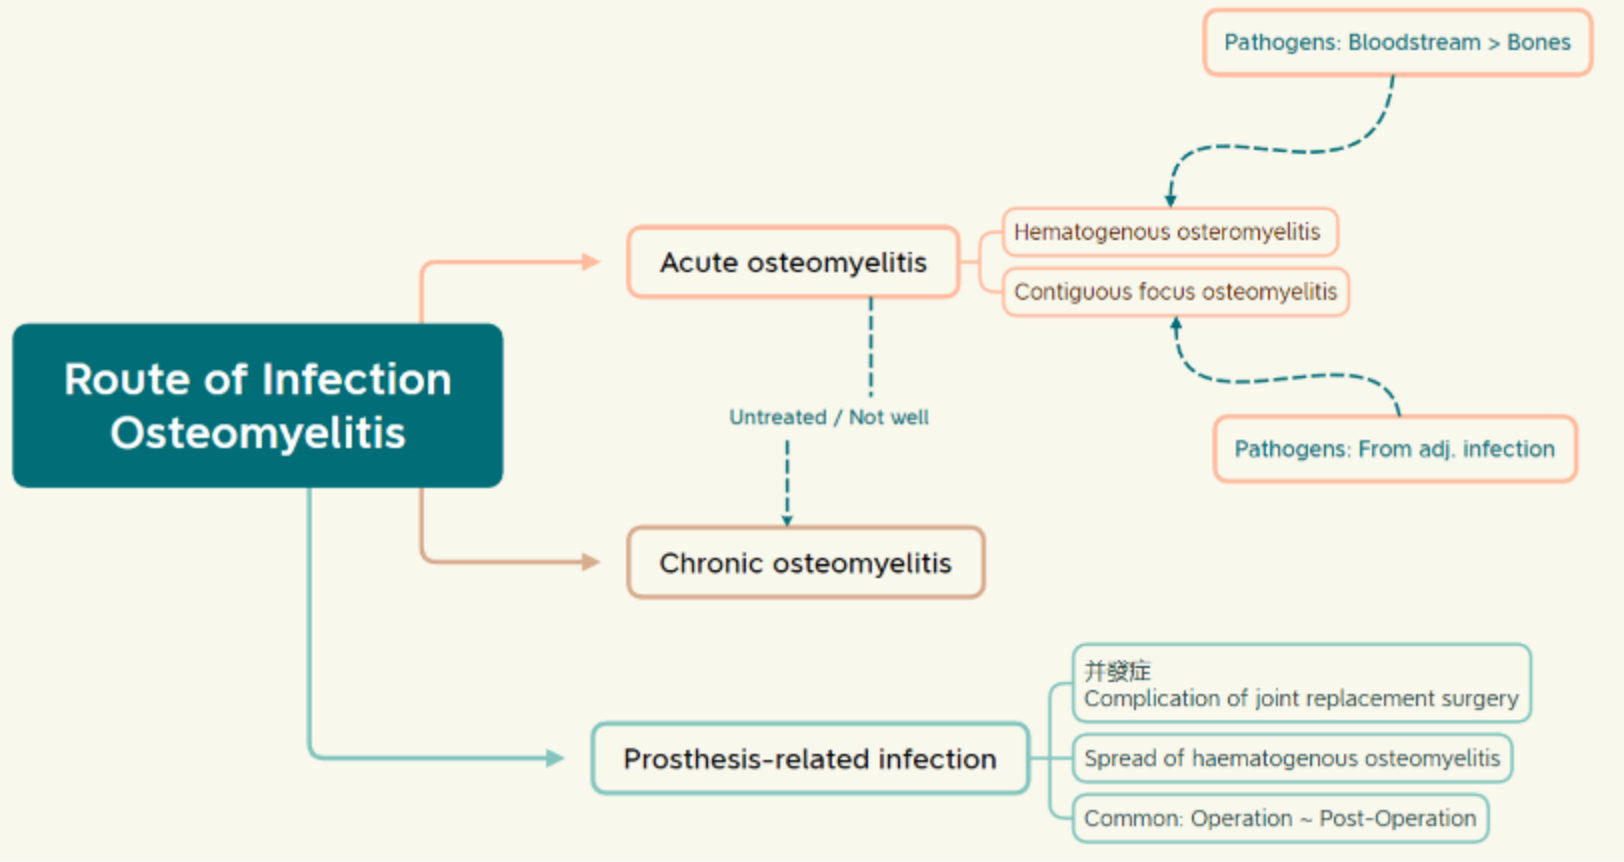 Pathogens: Bloodstream > Bones
Hematogenous osteromyelitis
Acute osteomyelitis
Contiguous focus osteomyelitis
Route of Infection
Osteomyelitis
Untreated / Not well
Pathogens: From adj. infection
Chronic osteomyelitis
并發症
Complication of joint replacement surgery
Prosthesis-related infection
Spread of haematogenous osteomyelitis
Common: Operation ~ Post-Operation